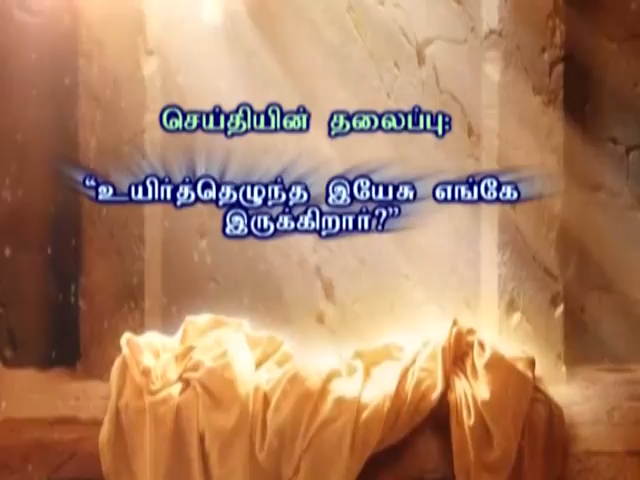 செய்தியின் தலைப்பு:
“உயிர்த்தெழுந்த இயேசு எங்கே
இருக்கிறார்?”